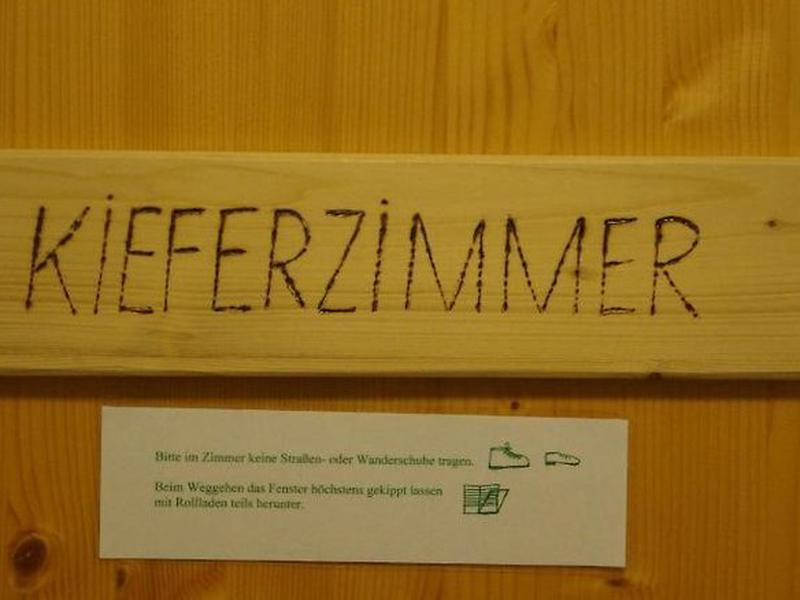 KiEFERZiMMER
Bitte im Zimmer keine Straßen- oder Wanderschuhe tragen.
Beim Weggehen das Fenster höchstens gekippt lassen
mit Rollladen teils herunter.